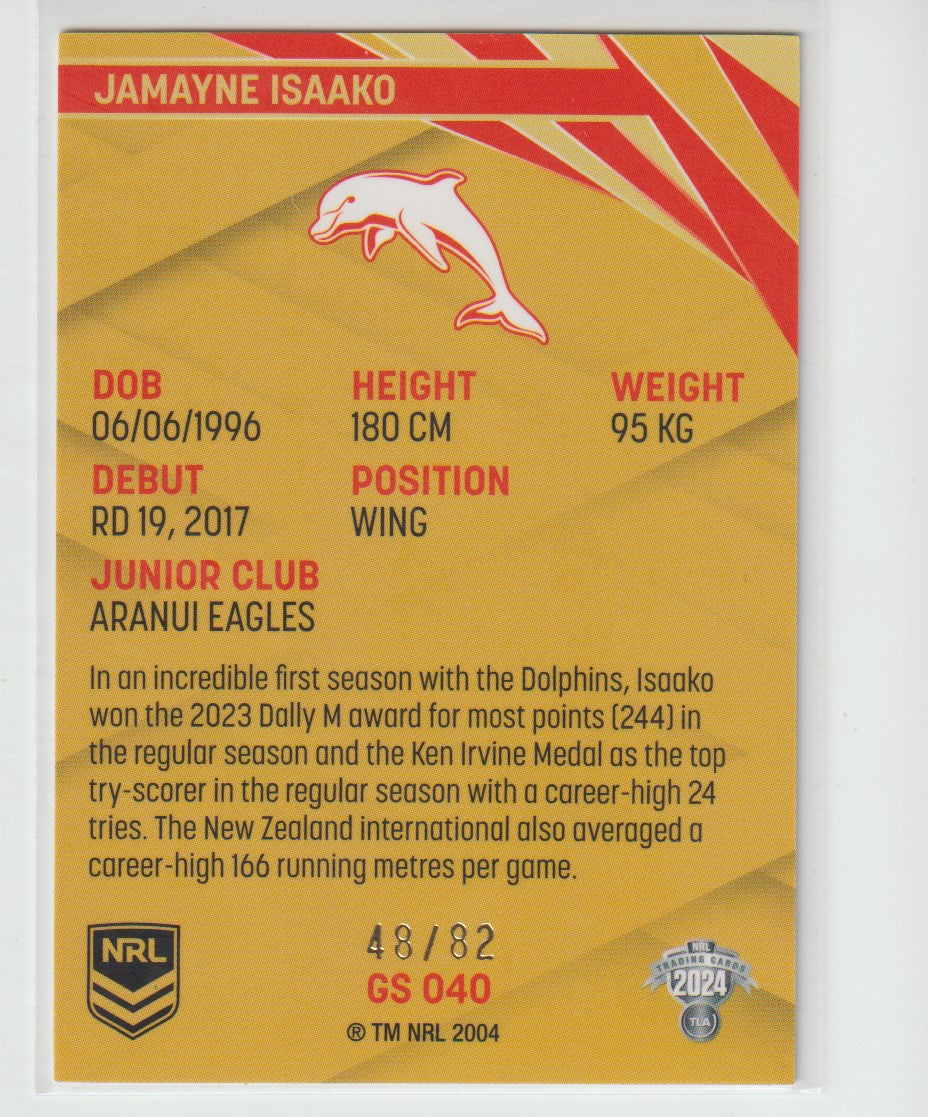 JAMAYNE ISAAKO
DOB HEIGHT WEIGHT
06/06/1996 180 CM 95 KG
DEBUT POSITION
RD 19, 2017 WING
JUNIOR CLUB
ARANUI EAGLES
In an incredible first season with the Dolphins, Isaako
won the 2023 Dally M award for most points (244) in
the regular season and the Ken Irvine Medal as the top
try-scorer in the regular season with a career-high 24
tries. The New Zealand international also averaged a
career-high 166 running metres per game.
NRL
48/82
GS 040
® TM NRL 2004
NRL
TRADING CARDS
2024
TLA